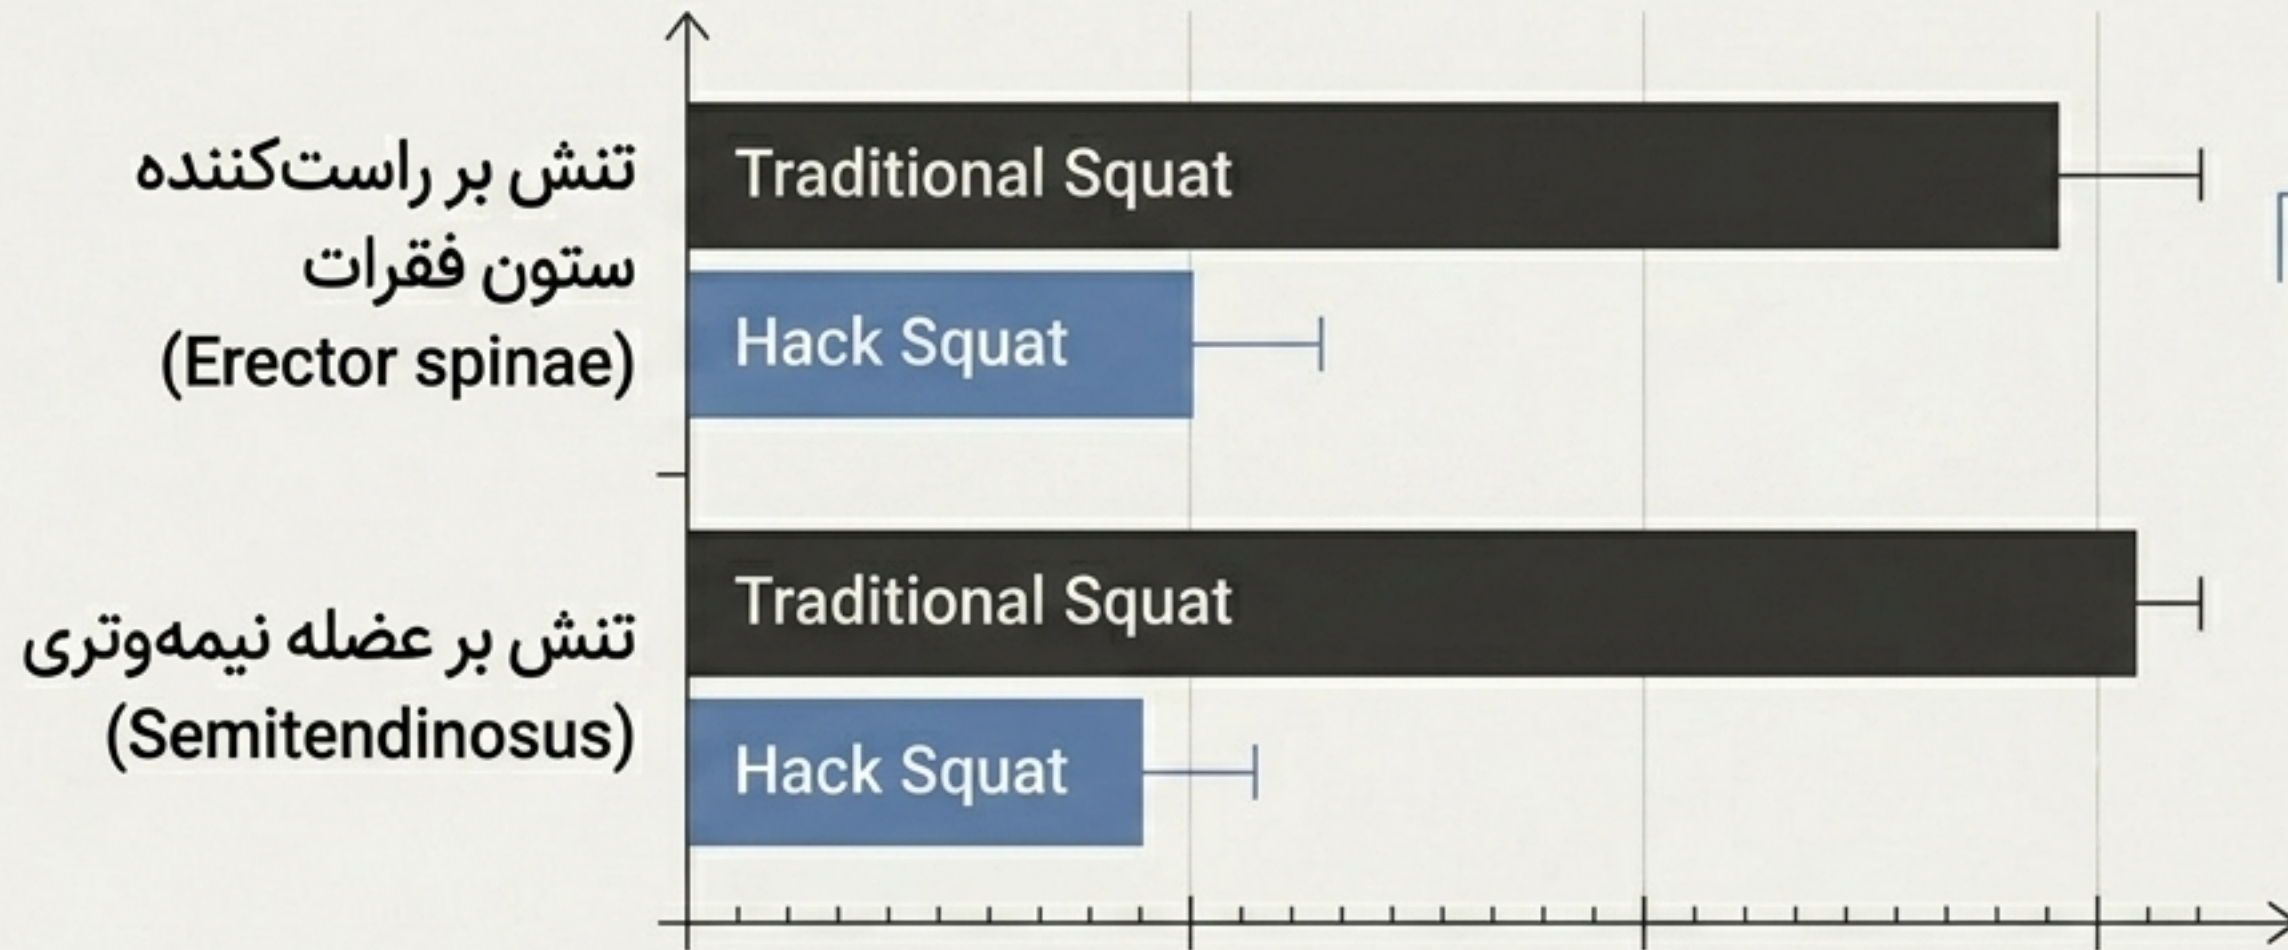 تنش بر راست‌کننده
ستون فقرات
(Erector spinae)
Traditional Squat
Hack Squat
تنش بر عضله نیمه‌وتری
(Semitendinosus)
Traditional Squat
Hack Squat